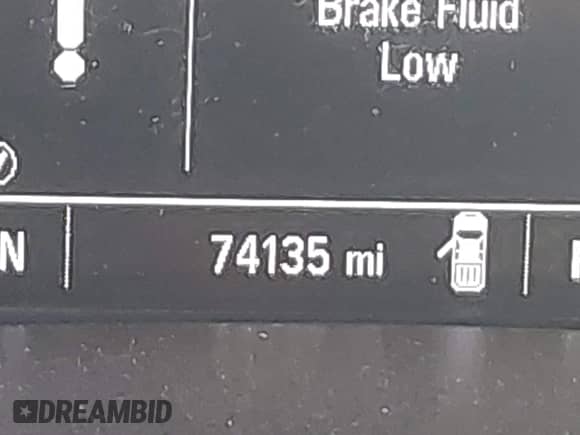 Brake Fluid
Low
N
74135 mi
DREAMBID